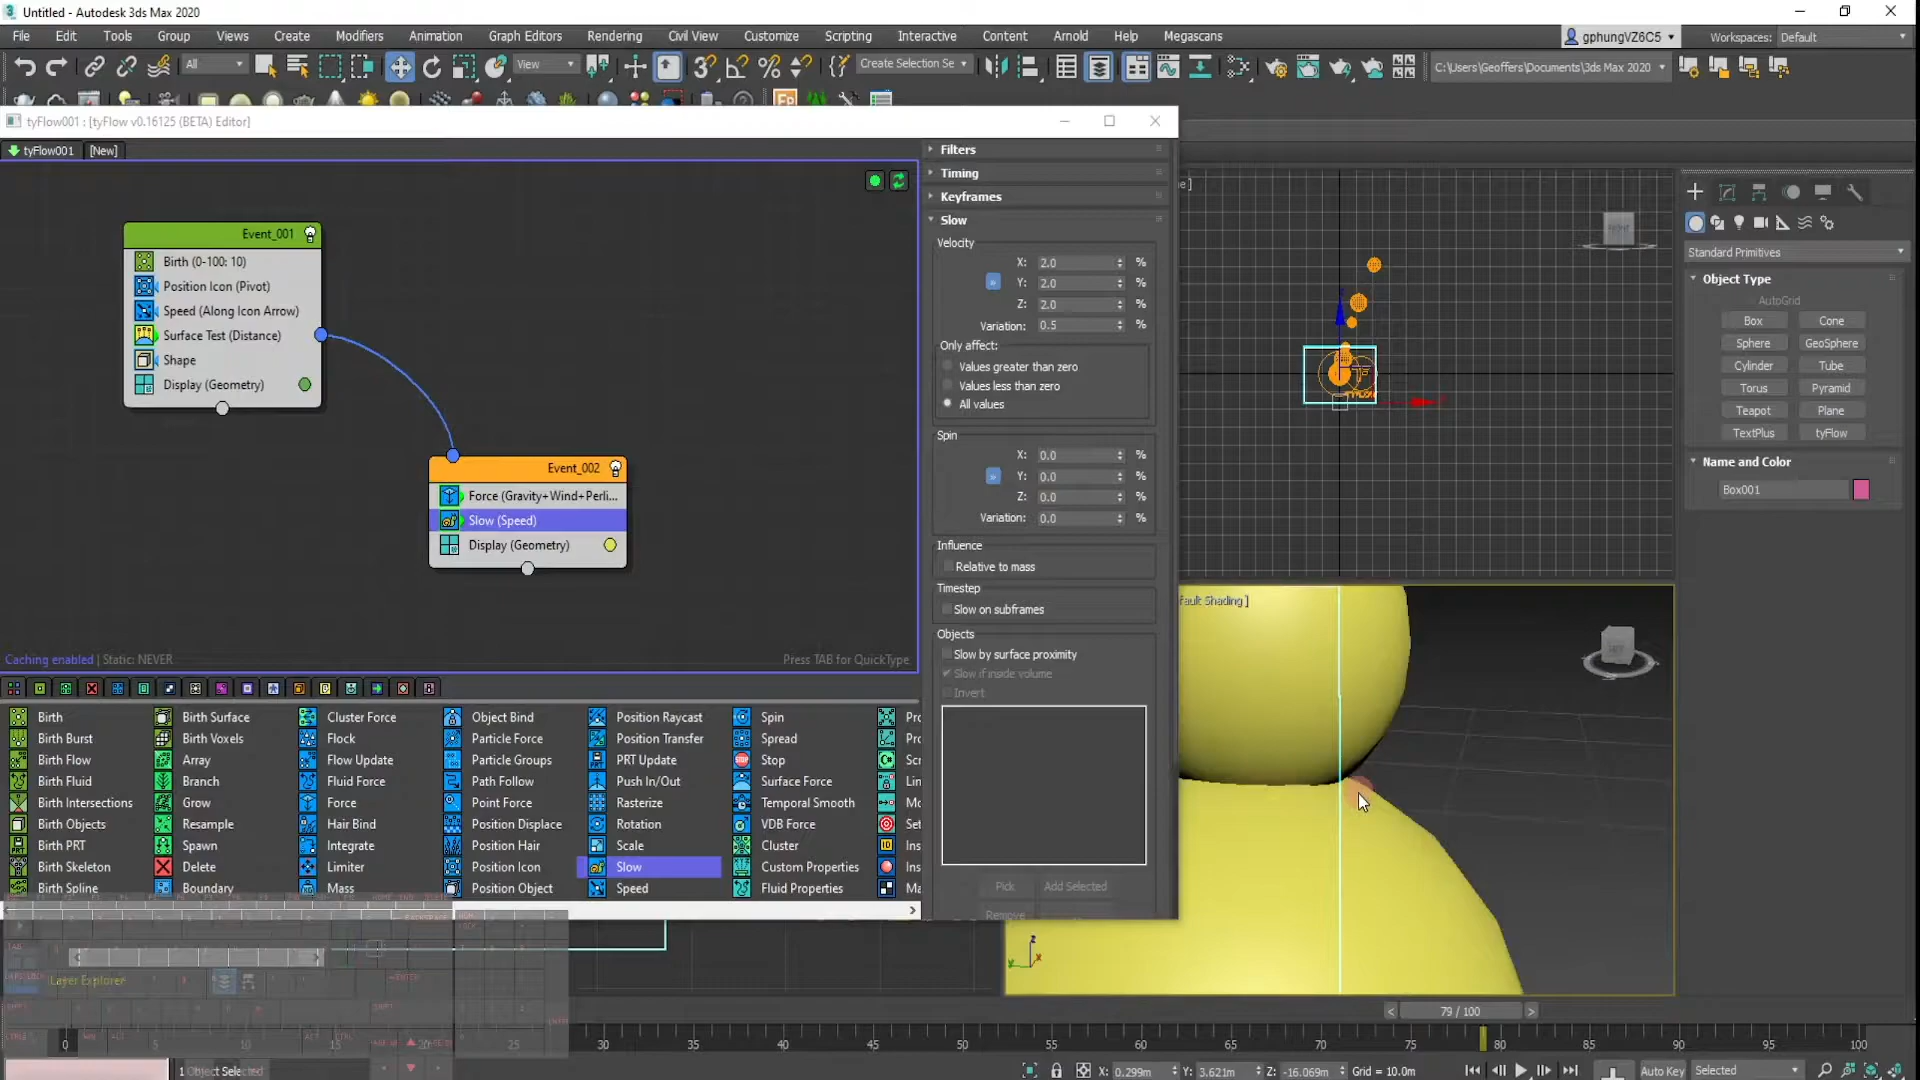 Untitled - Autodesk 3ds Max 2020
File Edit Tools Group Views Create Modifiers Animation Graph Editors Rendering Civil View Customize Scripting Interactive Content Arnold Help Megascans
gphungVZ6C5 Workspaces: Default
All View Create Selection Se C:\Users\Geoffers\Documents\3ds Max 2020
tyFlow001 : [tyFlow v0.16125 (BETA) Editor]
tyFlow001 [New]
Event_001
Birth (0-100: 10)
Position Icon (Pivot)
Speed (Along Icon Arrow)
Surface Test (Distance)
Shape
Display (Geometry)
Event_002
Force (Gravity+Wind+Perli...
Slow (Speed)
Display (Geometry)
Caching enabled | Static: NEVER
Press TAB for QuickType
Filters
Timing
Keyframes
Slow
Velocity
X: 2.0 %
Y: 2.0 %
Z: 2.0 %
Variation: 0.5 %
Only affect:
Values greater than zero
Values less than zero
All values
Spin
X: 0.0 %
Y: 0.0 %
Z: 0.0 %
Variation: 0.0 %
Influence
Relative to mass
Timestep
Slow on subframes
Objects
Slow by surface proximity
Slow if inside volume
Invert
Pick Add Selected
Remove
Birth Birth Surface Cluster Force Object Bind Position Raycast Spin
Birth Burst Birth Voxels Flock Particle Force Position Transfer Spread
Birth Flow Array Flow Update Particle Groups PRT Update Stop
Birth Fluid Branch Fluid Force Path Follow Push In/Out Surface Force
Birth Intersections Grow Force Point Force Rasterize Temporal Smooth
Birth Objects Resample Hair Bind Position Displace Rotation VDB Force
Birth PRT Spawn Integrate Position Hair Scale Cluster
Birth Skeleton Delete Limiter Position Icon Slow Custom Properties
Birth Spline Boundary Mass Position Object Speed Fluid Properties
FRONT
fault Shading ]
Standard Primitives
Object Type
AutoGrid
Box Cone
Sphere GeoSphere
Cylinder Tube
Torus Pyramid
Teapot Plane
TextPlus tyFlow
Name and Color
Box001
Layer Explorer
79 / 100
0 5 10 15 20 25 30 35 40 45 50 55 60 65 70 75 80 85 90 95 100
1 Object Selected
X: 0.299m Y: 3.621m Z: -16.069m Grid = 10.0m
Auto Key Selected